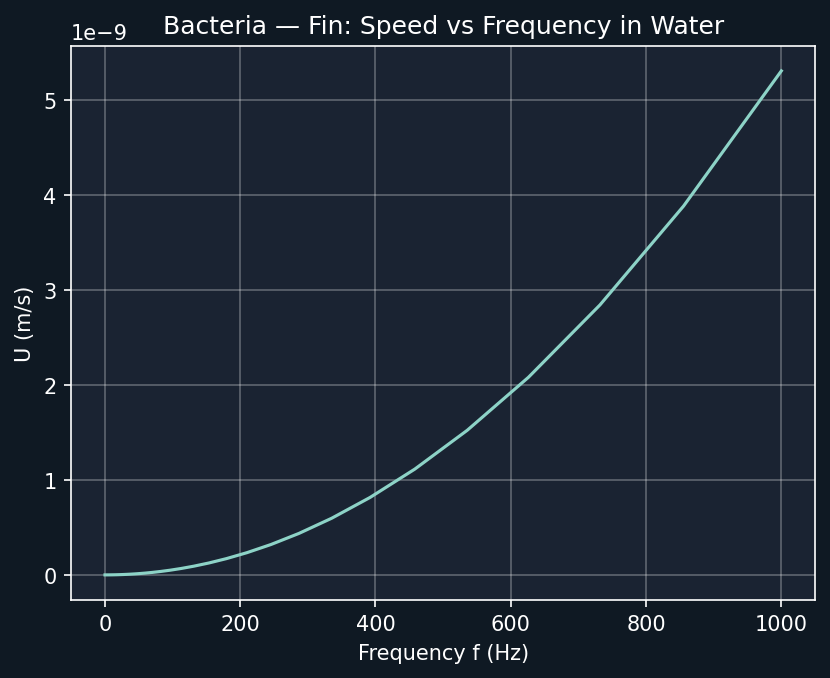 Bacteria — Fin: Speed vs Frequency in Water
1e−9
5
4
3
2
1
0
U (m/s)
0 200 400 600 800 1000
Frequency f (Hz)